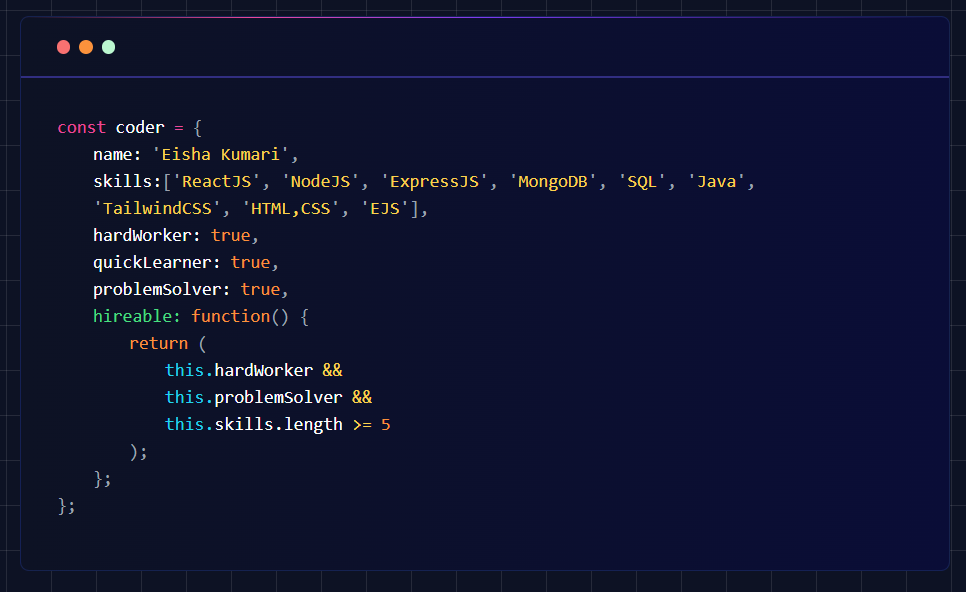 const coder = {
name: 'Eisha Kumari',
skills:['ReactJS', 'NodeJS', 'ExpressJS', 'MongoDB', 'SQL', 'Java',
'TailwindCSS', 'HTML,CSS', 'EJS'],
hardWorker: true,
quickLearner: true,
problemSolver: true,
hireable: function() {
return (
this.hardWorker &&
this.problemSolver &&
this.skills.length >= 5
);
};
};